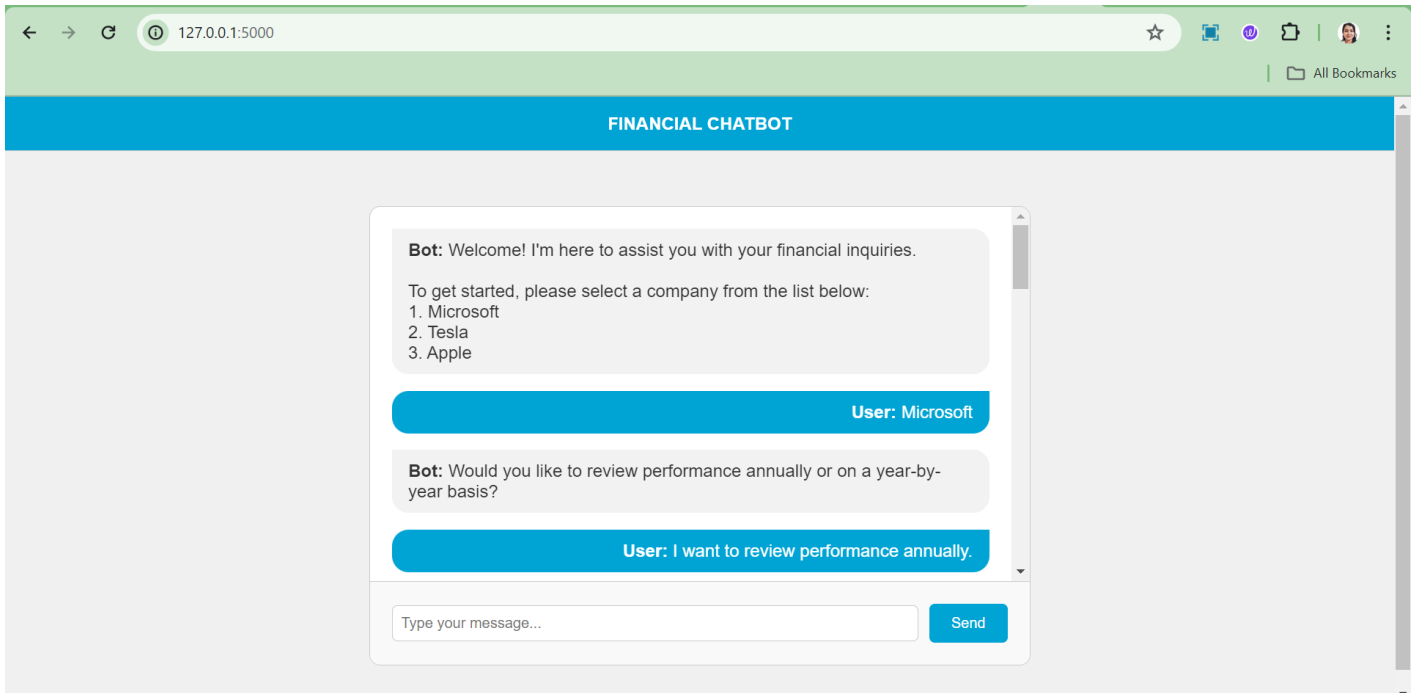 127.0.0.1:5000
All Bookmarks
FINANCIAL CHATBOT
Bot: Welcome! I'm here to assist you with your financial inquiries.
To get started, please select a company from the list below:
1. Microsoft
2. Tesla
3. Apple
User: Microsoft
Bot: Would you like to review performance annually or on a year-by-
year basis?
User: I want to review performance annually.
Type your message...
Send